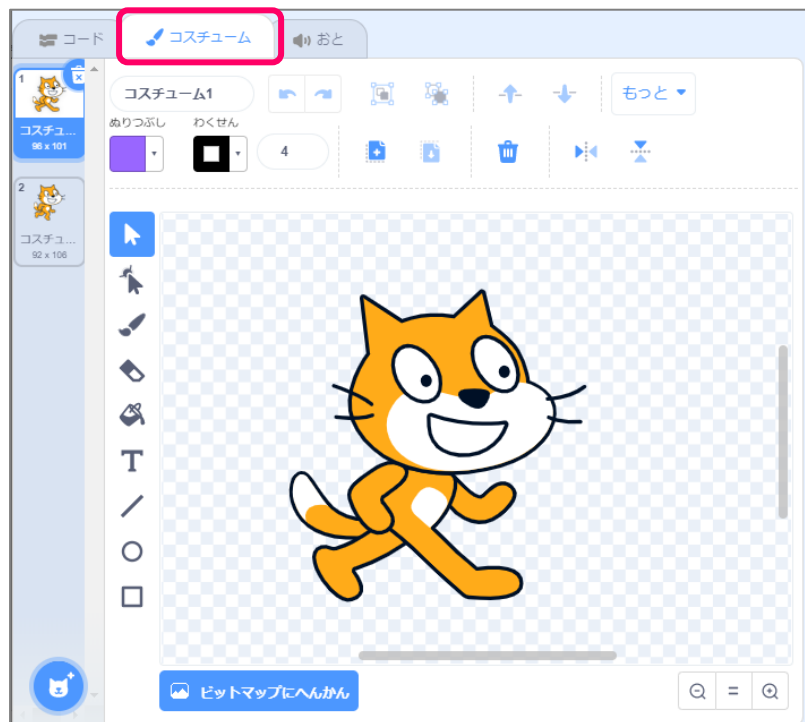 コード コスチューム おと
1
コスチュ...
96 x 101
2
コスチュ...
92 x 106
コスチューム1 もっと
ぬりつぶし わくせん
4
T
ビットマップにへんかん